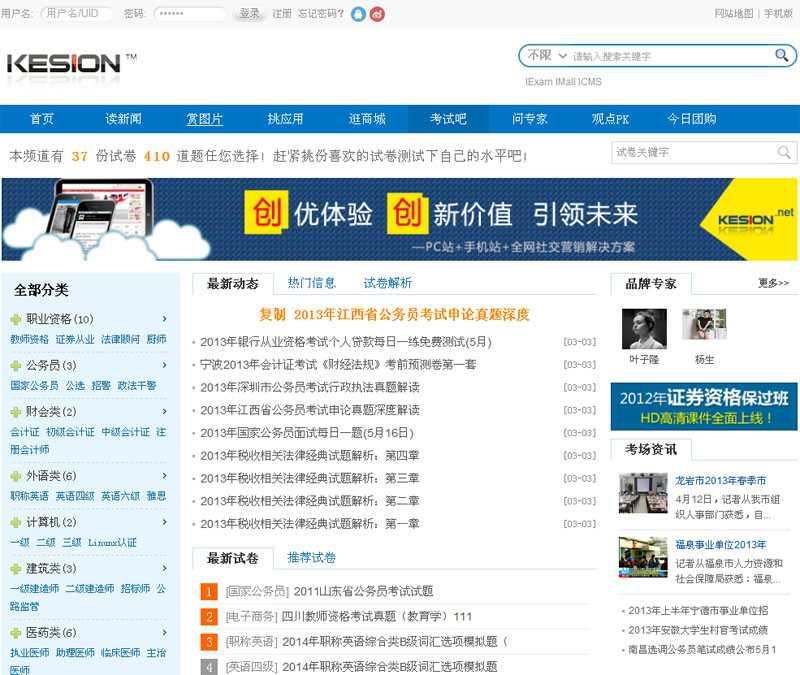 用户名: 用户名/UID 密码: •••••• 登录 注册 忘记密码? 网站地图 | 手机版
KESION™
不限 请输入搜索关键字
IExam IMall ICMS
首页 读新闻 赏图片 挑应用 逛商城 考试吧 问专家 观点PK 今日团购
本频道有 37 份试卷 410 道题任您选择! 赶紧挑份喜欢的试卷测试下自己的水平吧!
试卷关键字
创优体验 创新价值 引领未来
—PC站+手机站+全网社交营销解决方案
KESION.net
全部分类
职业资格(10) ›
教师资格 证券从业 法律顾问 厨师
公务员(3) ›
国家公务员 公选 招警 政法干警
财会类(2) ›
会计证 初级会计证 中级会计证 注
册会计师
外语类(6) ›
职称英语 英语四级 英语六级 雅思
计算机(2) ›
一级 二级 三级 Lirunx认证
建筑类(3) ›
一级建造师 二级建造师 招标师 公
路监管
医药类(6) ›
执业医师 助理医师 临床医师 主治
医师
最新动态 热门信息 试卷解析
复制 2013年江西省公务员考试申论真题深度
2013年银行从业资格考试个人贷款每日一练免费测试(5月) [03-03]
宁波2013年会计证考试《财经法规》考前预测卷第一套 [03-03]
2013年深圳市公务员考试行政执法真题解读 [03-03]
2013年江西省公务员考试申论真题深度解读 [03-03]
2013年国家公务员面试每日一题(5月16日) [03-03]
2013年税收相关法律经典试题解析：第四章 [03-03]
2013年税收相关法律经典试题解析：第三章 [03-03]
2013年税收相关法律经典试题解析：第二章 [03-03]
2013年税收相关法律经典试题解析：第一章 [03-03]
最新试卷 推荐试卷
1 [国家公务员] 2011山东省公务员考试试题
2 [电子商务] 四川教师资格考试真题（教育学）111
3 [职称英语] 2014年职称英语综合类B级词汇选项模拟题（
4 [英语四级] 2014年职称英语综合类B级词汇选项模拟题
品牌专家 更多>>
叶子隆 杨生
2012年证券资格保过班
HD高清课件全面上线！
考场资讯
龙岩市2013年春季市
4月12日，记者从我市组
织人事部门获悉，自...
福泉事业单位2013年
记者从福泉市人力资源和
社会保障局获悉：福泉...
2013年上半年宁德市事业单位招
2013年安徽大学生村官考试成绩
南昌选调公务员笔试成绩公布5月1